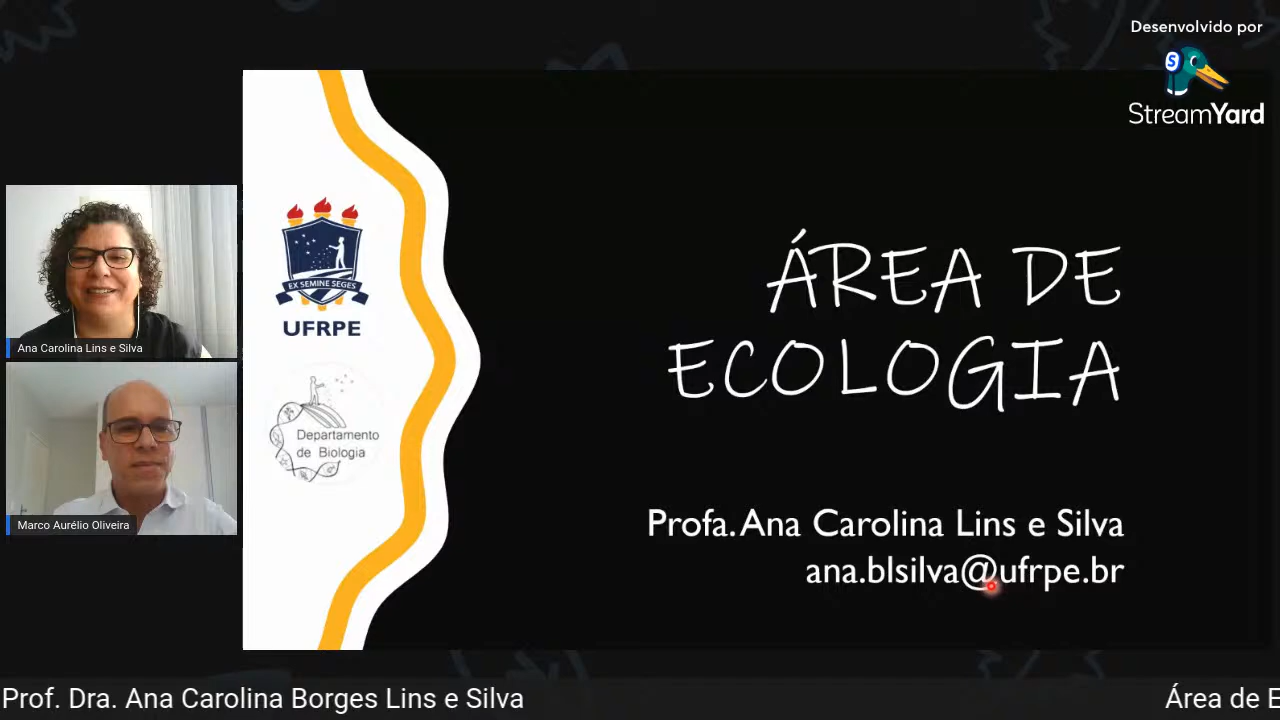 Desenvolvido por
StreamYard
EX SEMINE SEGES
UFRPE
Departamento
de Biologia
ÁREA DE
ECOLOGIA
Profa. Ana Carolina Lins e Silva
ana.blsilva@ufrpe.br
Ana Carolina Lins e Silva
Marco Aurélio Oliveira
Prof. Dra. Ana Carolina Borges Lins e Silva
Área de E